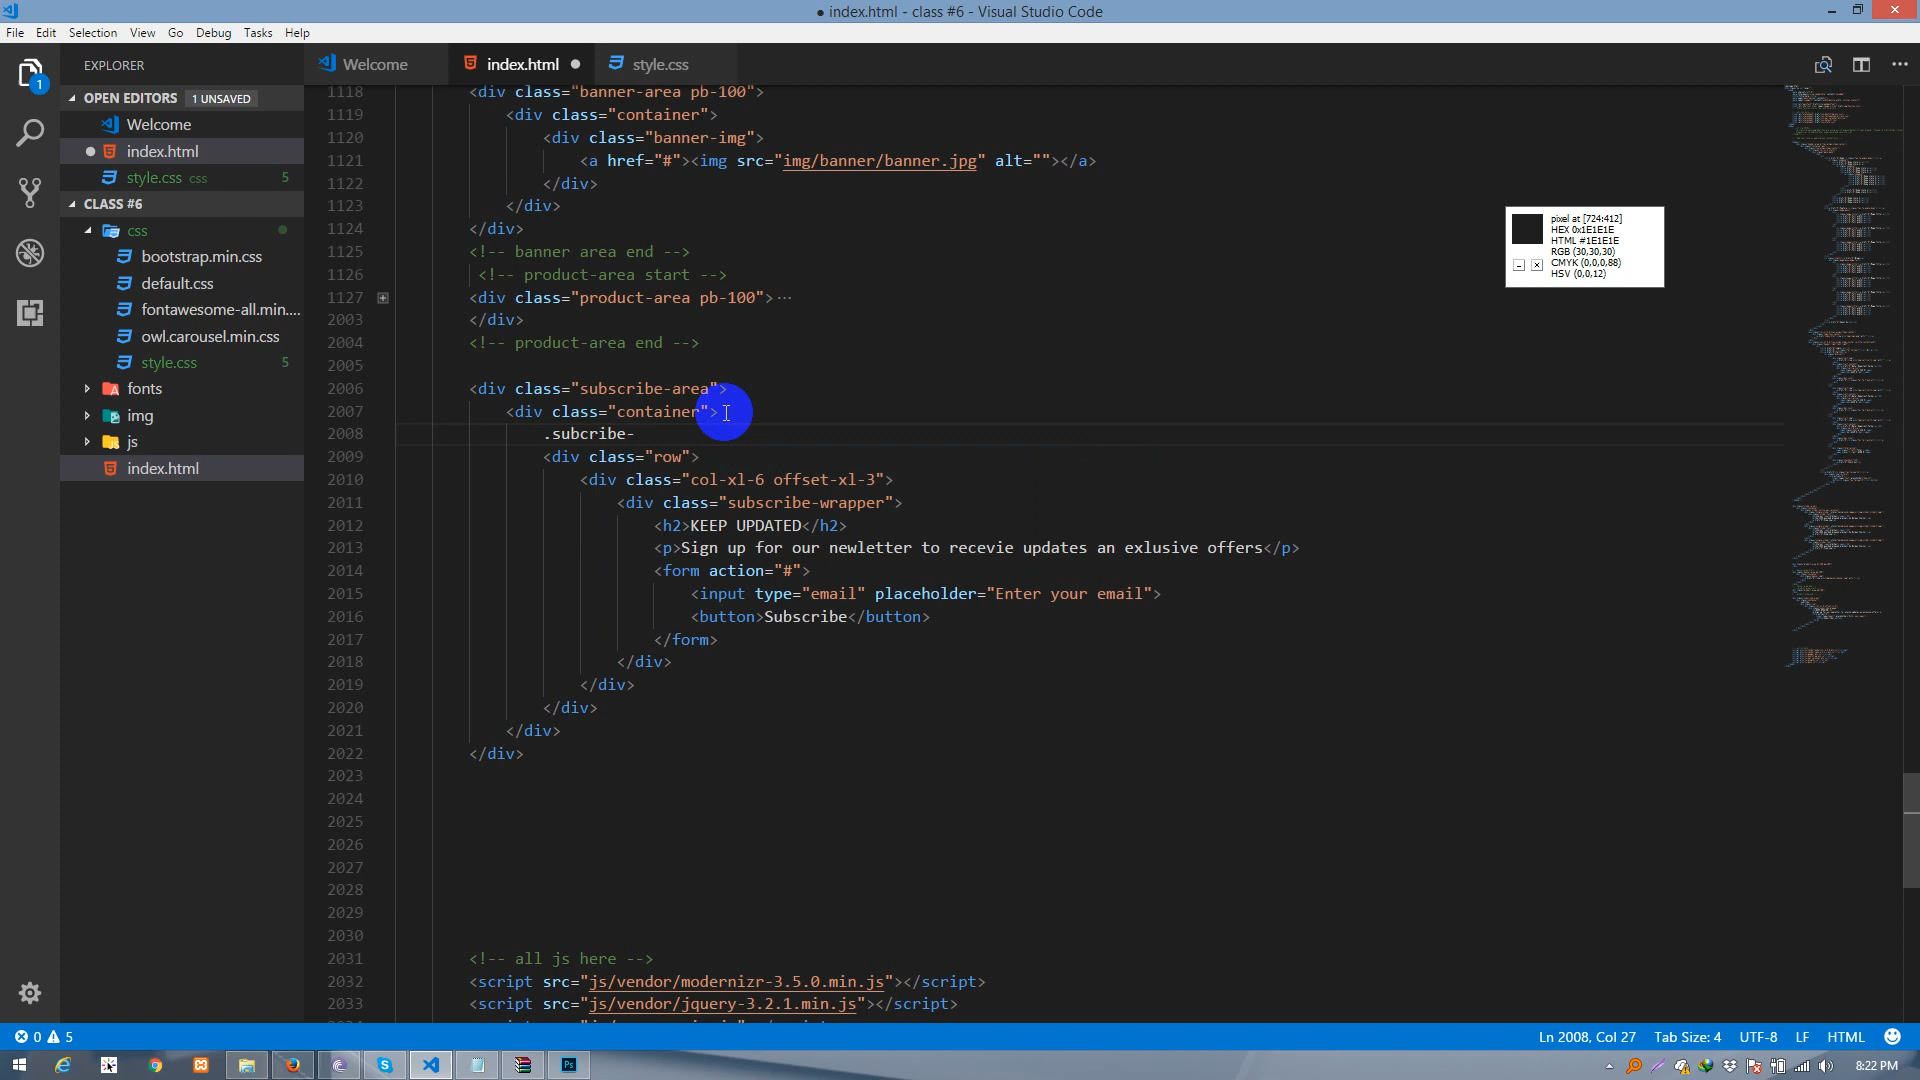 ● index.html - class #6 - Visual Studio Code
File Edit Selection View Go Debug Tasks Help
EXPLORER
Welcome
index.html
style.css
OPEN EDITORS 1 UNSAVED
Welcome
index.html
style.css css 5
CLASS #6
css
bootstrap.min.css
default.css
fontawesome-all.min....
owl.carousel.min.css
style.css 5
fonts
img
js
index.html
1
1118 <div class="banner-area pb-100">
1119 <div class="container">
1120 <div class="banner-img">
1121 <a href="#"><img src="img/banner/banner.jpg" alt=""></a>
1122 </div>
1123 </div>
1124 </div>
1125 <!-- banner area end -->
1126 <!-- product-area start -->
1127 <div class="product-area pb-100">...
2003 </div>
2004 <!-- product-area end -->
2005
2006 <div class="subscribe-area">
2007 <div class="container">
2008 .subcribe-
2009 <div class="row">
2010 <div class="col-xl-6 offset-xl-3">
2011 <div class="subscribe-wrapper">
2012 <h2>KEEP UPDATED</h2>
2013 <p>Sign up for our newletter to recevie updates an exlusive offers</p>
2014 <form action="#">
2015 <input type="email" placeholder="Enter your email">
2016 <button>Subscribe</button>
2017 </form>
2018 </div>
2019 </div>
2020 </div>
2021 </div>
2022 </div>
2023
2024
2025
2026
2027
2028
2029
2030
2031 <!-- all js here -->
2032 <script src="js/vendor/modernizr-3.5.0.min.js"></script>
2033 <script src="js/vendor/jquery-3.2.1.min.js"></script>
pixel at [724:412]
HEX 0x1E1E1E
HTML #1E1E1E
RGB (30,30,30)
CMYK (0,0,0,88)
HSV (0,0,12)
0 5
Ln 2008, Col 27 Tab Size: 4 UTF-8 LF HTML
Ps
8:22 PM